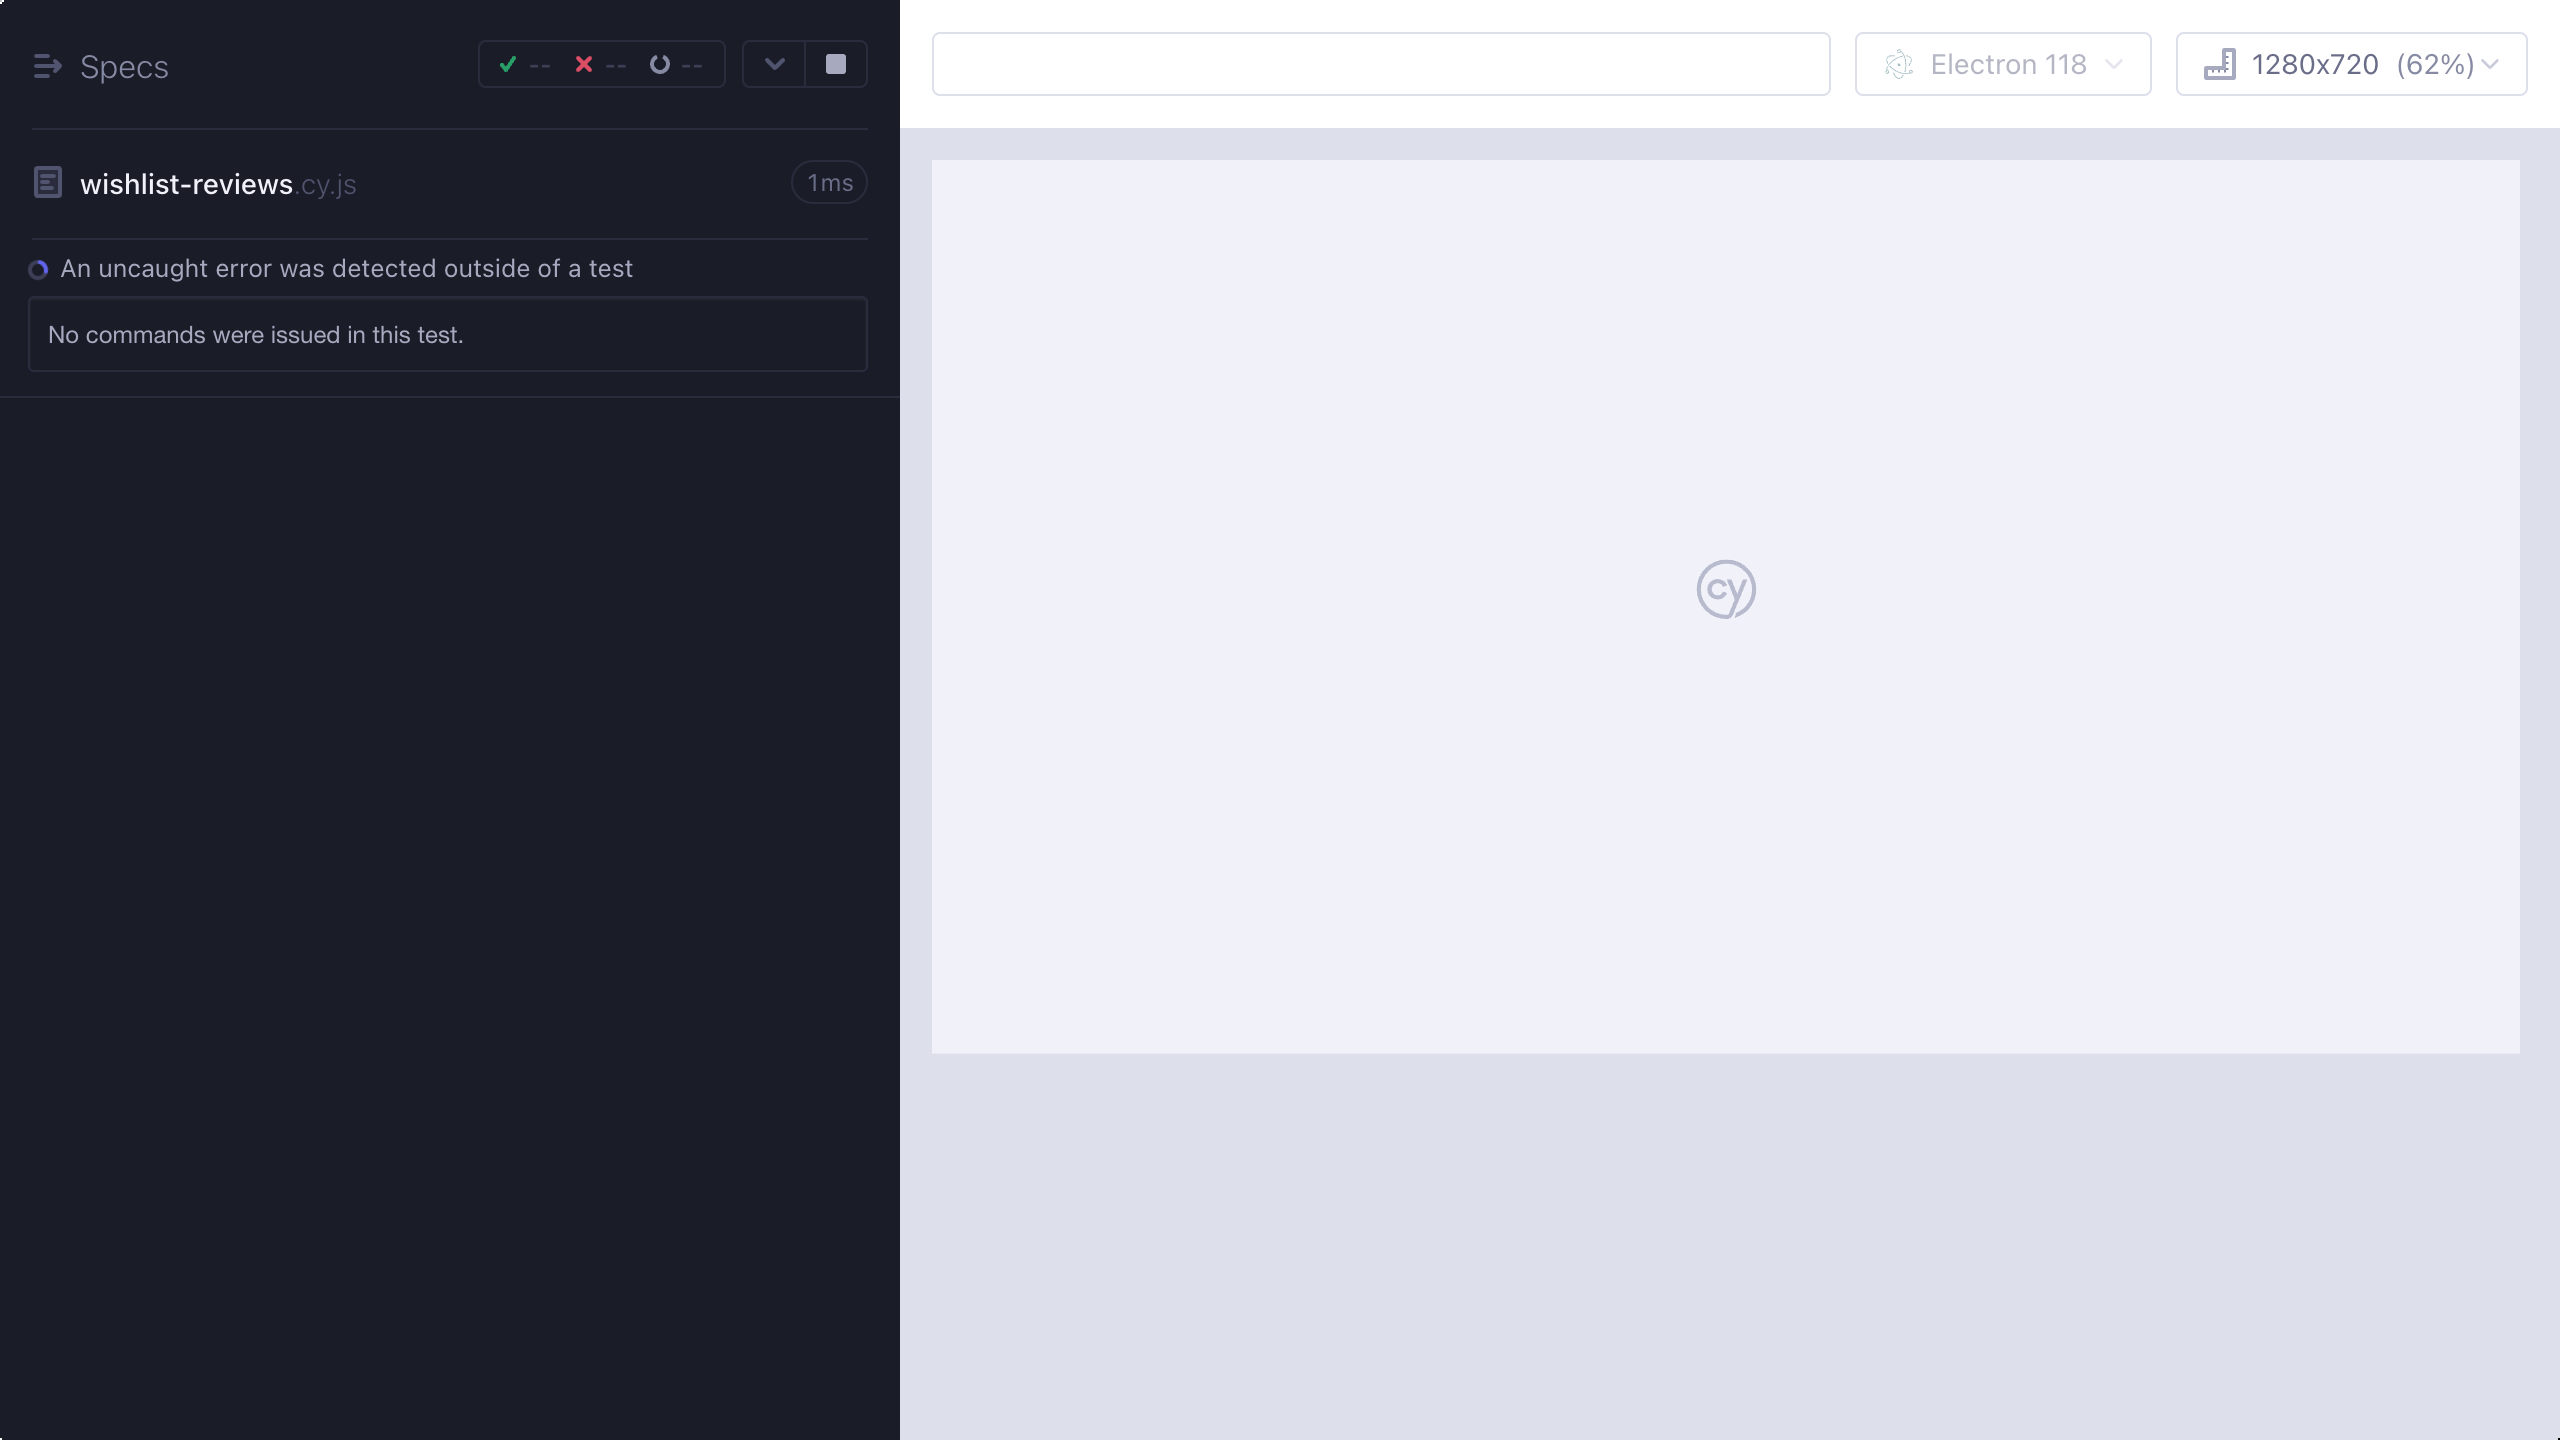 Specs
-- -- --
wishlist-reviews.cy.js
1ms
An uncaught error was detected outside of a test
No commands were issued in this test.
Electron 118
1280x720 (62%)
cy